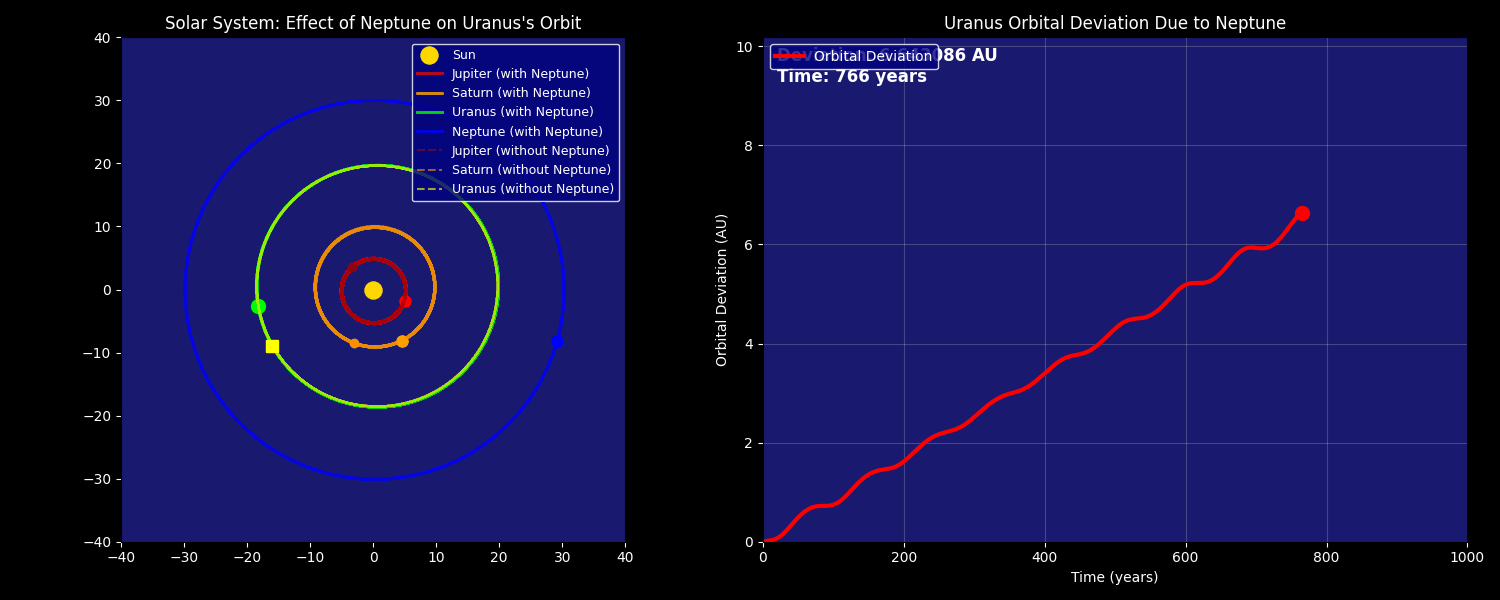 Solar System: Effect of Neptune on Uranus's Orbit
40
30
20
10
0
−10
−20
−30
−40
−40
−30
−20
−10
0
10
20
30
40
Sun
Jupiter (with Neptune)
Saturn (with Neptune)
Uranus (with Neptune)
Neptune (with Neptune)
Jupiter (without Neptune)
Saturn (without Neptune)
Uranus (without Neptune)
Uranus Orbital Deviation Due to Neptune
Orbital Deviation
Deviation: AU
Time: 766 years
Orbital Deviation (AU)
10
8
6
4
2
0
0
200
400
600
800
1000
Time (years)